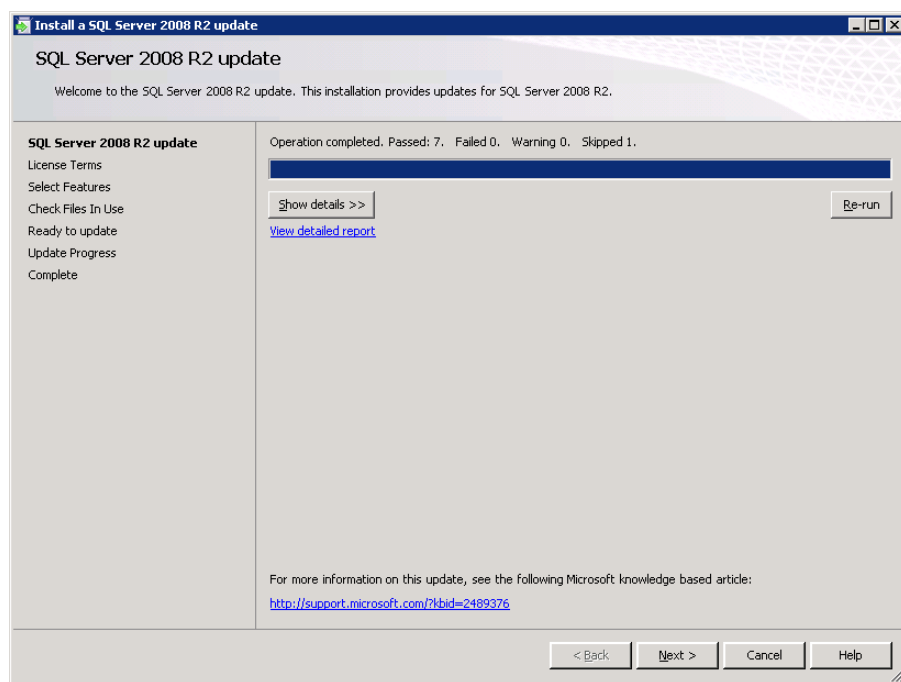 Install a SQL Server 2008 R2 update
SQL Server 2008 R2 update
Welcome to the SQL Server 2008 R2 update. This installation provides updates for SQL Server 2008 R2.
SQL Server 2008 R2 update
License Terms
Select Features
Check Files In Use
Ready to update
Update Progress
Complete
Operation completed. Passed: 7. Failed 0. Warning 0. Skipped 1.
Show details >>
Re-run
View detailed report
For more information on this update, see the following Microsoft knowledge based article:
http://support.microsoft.com/?kbid=2489376
< Back
Next >
Cancel
Help